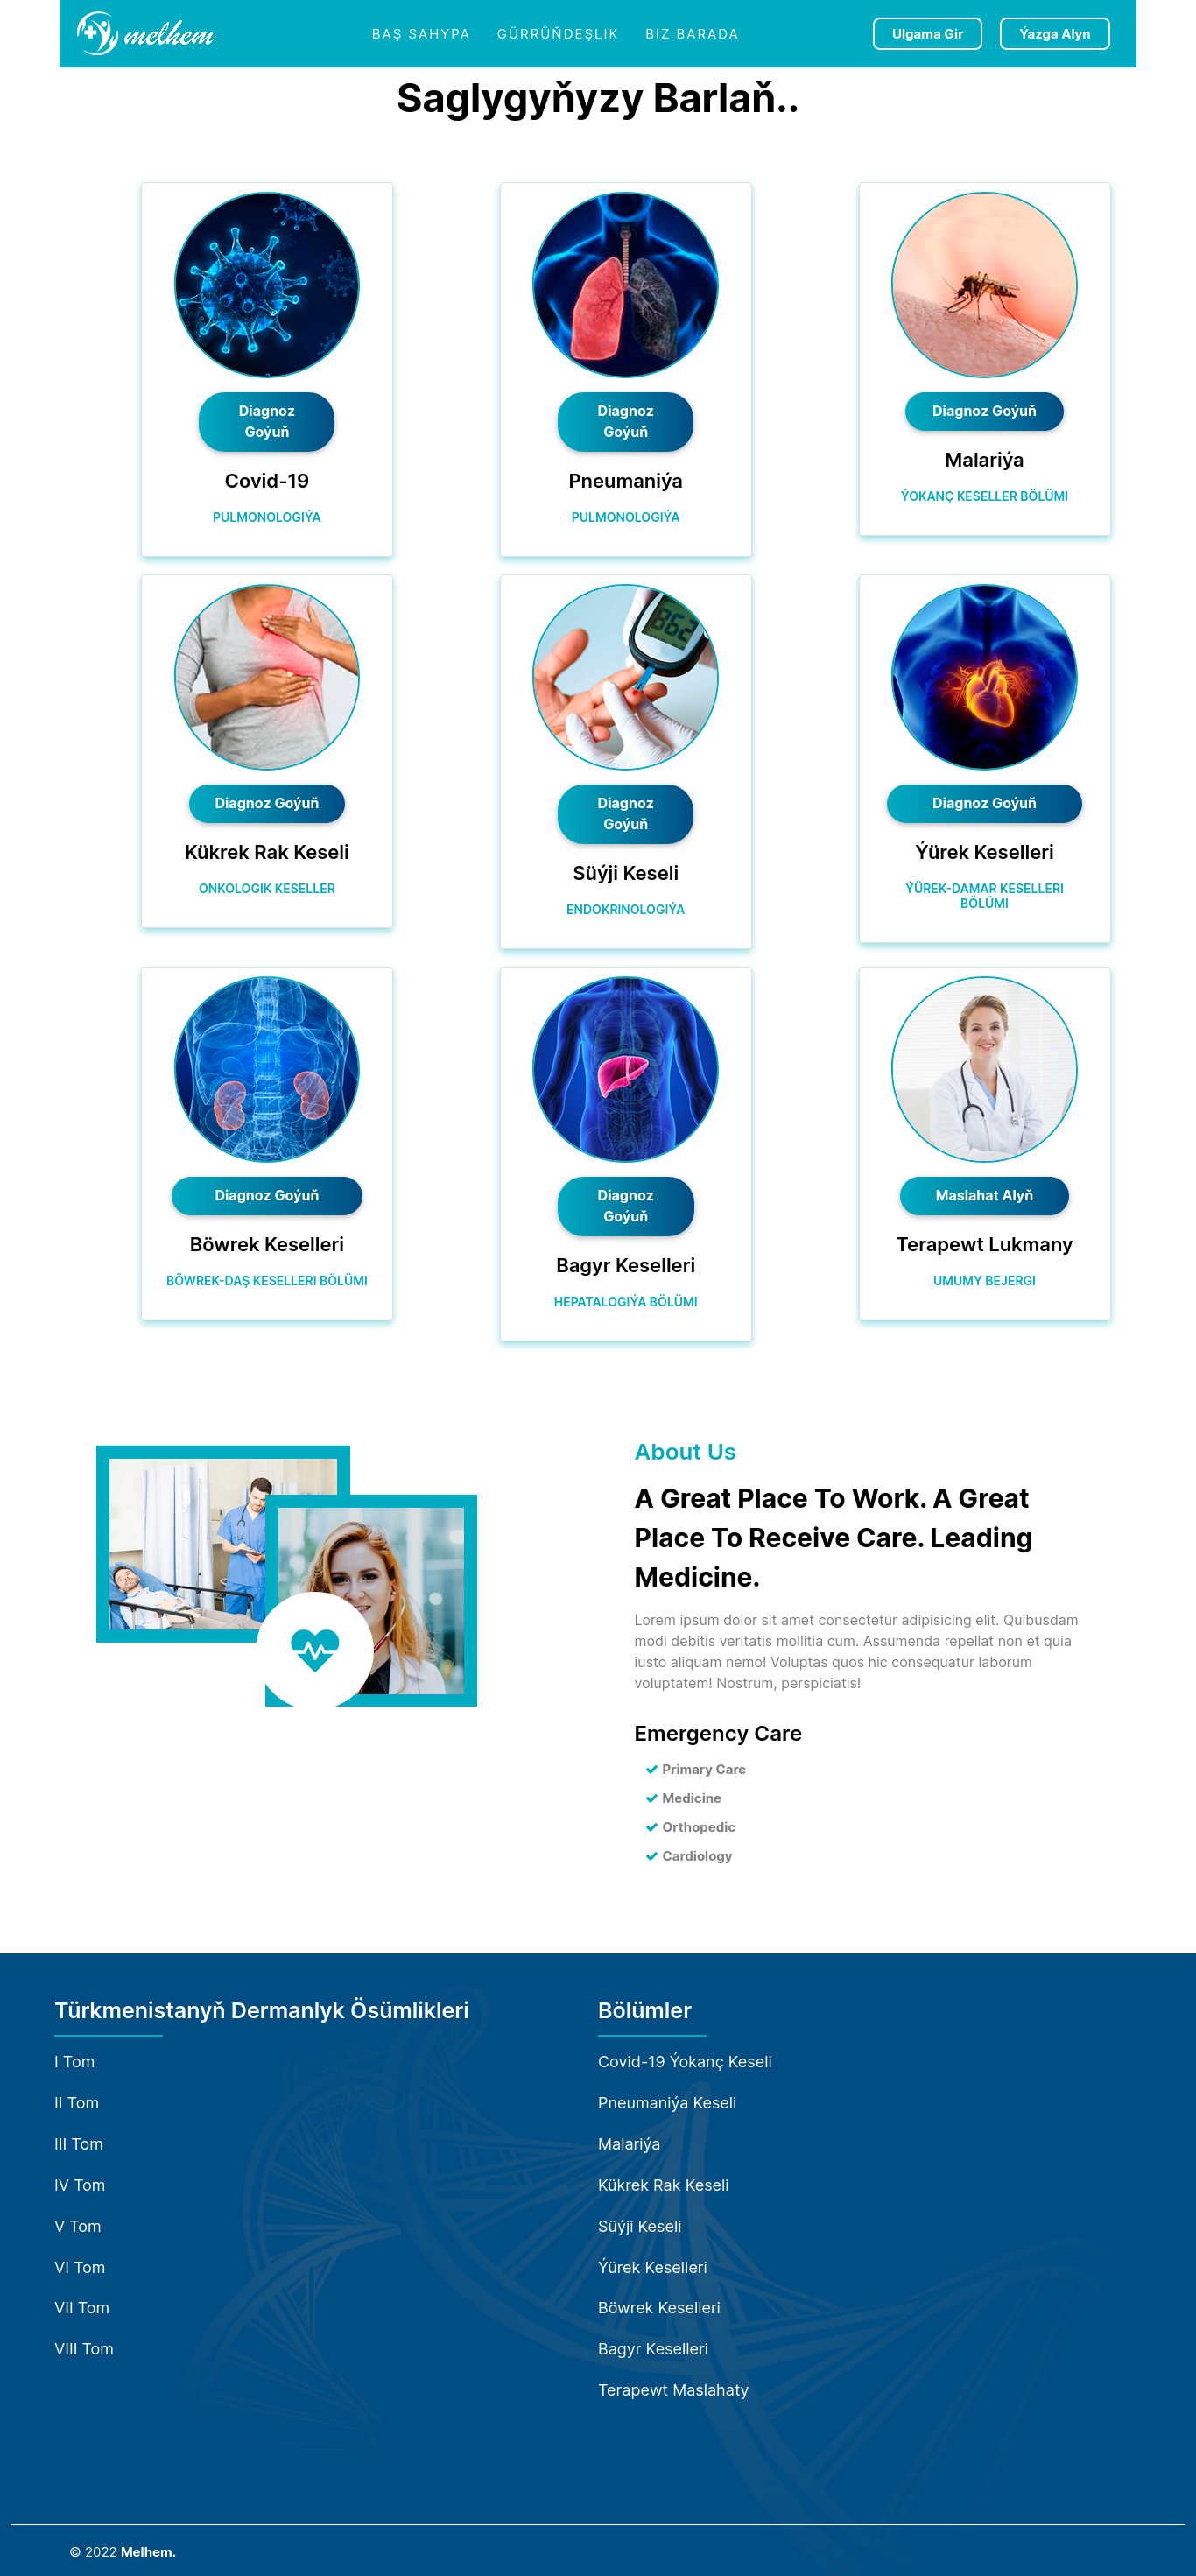 melhem
BAŞ SAHYPA GÜRRÜŇDEŞLIK BIZ BARADA
Ulgama Gir Ýazga Alyn
Saglygyňyzy Barlaň..
Diagnoz
Goýuň
Covid-19
PULMONOLOGIÝA
Diagnoz
Goýuň
Pneumaniýa
PULMONOLOGIÝA
Diagnoz Goýuň
Malariýa
ÝOKANÇ KESELLER BÖLÜMI
Diagnoz Goýuň
Kükrek Rak Keseli
ONKOLOGIK KESELLER
Diagnoz
Goýuň
Süýji Keseli
ENDOKRINOLOGIÝA
Diagnoz Goýuň
Ýürek Keselleri
ÝÜREK-DAMAR KESELLERI
BÖLÜMI
Diagnoz Goýuň
Böwrek Keselleri
BÖWREK-DAŞ KESELLERI BÖLÜMI
Diagnoz
Goýuň
Bagyr Keselleri
HEPATALOGIÝA BÖLÜMI
Maslahat Alyň
Terapewt Lukmany
UMUMY BEJERGI
About Us
A Great Place To Work. A Great
Place To Receive Care. Leading
Medicine.
Lorem ipsum dolor sit amet consectetur adipisicing elit. Quibusdam
modi debitis veritatis mollitia cum. Assumenda repellat non et quia
iusto aliquam nemo! Voluptas quos hic consequatur laborum
voluptatem! Nostrum, perspiciatis!
Emergency Care
Primary Care
Medicine
Orthopedic
Cardiology
Türkmenistanyň Dermanlyk Ösümlikleri
I Tom
II Tom
III Tom
IV Tom
V Tom
VI Tom
VII Tom
VIII Tom
Bölümler
Covid-19 Ýokanç Keseli
Pneumaniýa Keseli
Malariýa
Kükrek Rak Keseli
Süýji Keseli
Ýürek Keselleri
Böwrek Keselleri
Bagyr Keselleri
Terapewt Maslahaty
© 2022 Melhem.